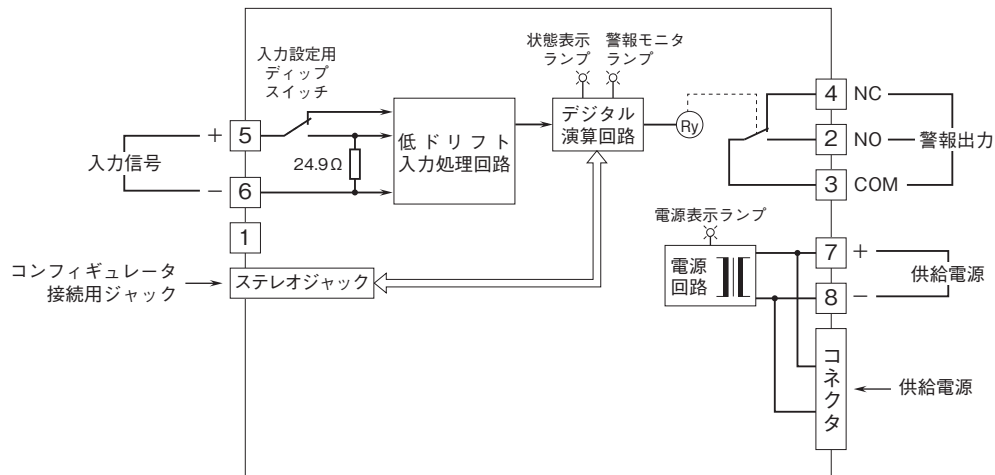 入力設定用
ディップ
スイッチ
状態表示
ランプ
警報モニタ
ランプ
+
5
入力信号
24.9Ω
−
6
1
低ドリフト
入力処理回路
デジタル
演算回路
Ry
4
NC
2
NO
警報出力
3
COM
コンフィギュレータ
接続用ジャック
ステレオジャック
電源表示ランプ
電源
回路
7
+
供給電源
8
−
コネクタ
供給電源